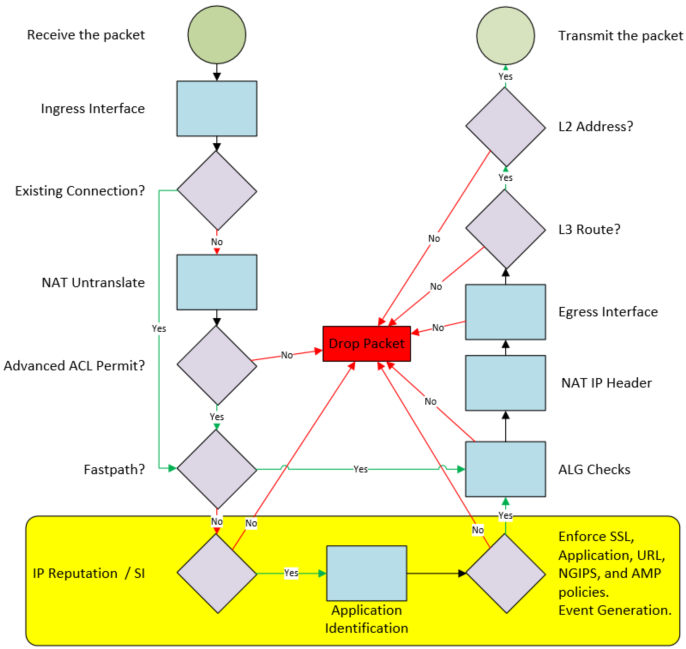 Receive the packet
Transmit the packet
Ingress Interface
Yes
L2 Address?
Existing Connection?
Yes
No
No
L3 Route?
NAT Untranslate
No
Egress Interface
Yes
No
Drop Packet
Advanced ACL Permit?
No
NAT IP Header
Yes
No
Fastpath?
Yes
ALG Checks
No
No
No
Yes
IP Reputation / SI
Yes
Application
Identification
Enforce SSL,
Application, URL,
NGIPS, and AMP
policies.
Event Generation.